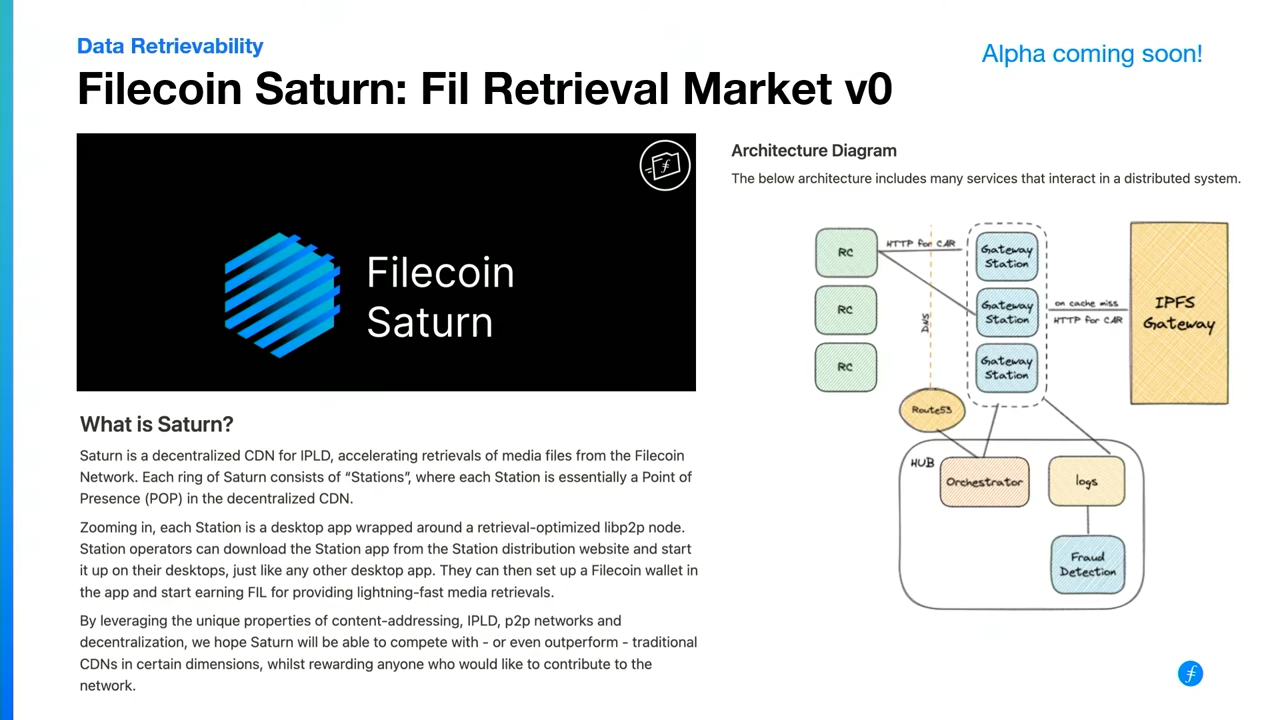 Data Retrievability
Alpha coming soon!
Filecoin Saturn: Fil Retrieval Market v0
Filecoin
Saturn
What is Saturn?
Saturn is a decentralized CDN for IPLD, accelerating retrievals of media files from the Filecoin
Network. Each ring of Saturn consists of “Stations”, where each Station is essentially a Point of
Presence (POP) in the decentralized CDN.
Zooming in, each Station is a desktop app wrapped around a retrieval-optimized libp2p node.
Station operators can download the Station app from the Station distribution website and start
it up on their desktops, just like any other desktop app. They can then set up a Filecoin wallet in
the app and start earning FIL for providing lightning-fast media retrievals.
By leveraging the unique properties of content-addressing, IPLD, p2p networks and
decentralization, we hope Saturn will be able to compete with - or even outperform - traditional
CDNs in certain dimensions, whilst rewarding anyone who would like to contribute to the
network.
Architecture Diagram
The below architecture includes many services that interact in a distributed system.
RC
HTTP for CAR
Gateway
Station
RC
DNS
Gateway
Station
on cache miss
HTTP for CAR
IPFS
Gateway
RC
Gateway
Station
Route53
HUB
Orchestrator
logs
Fraud
Detection